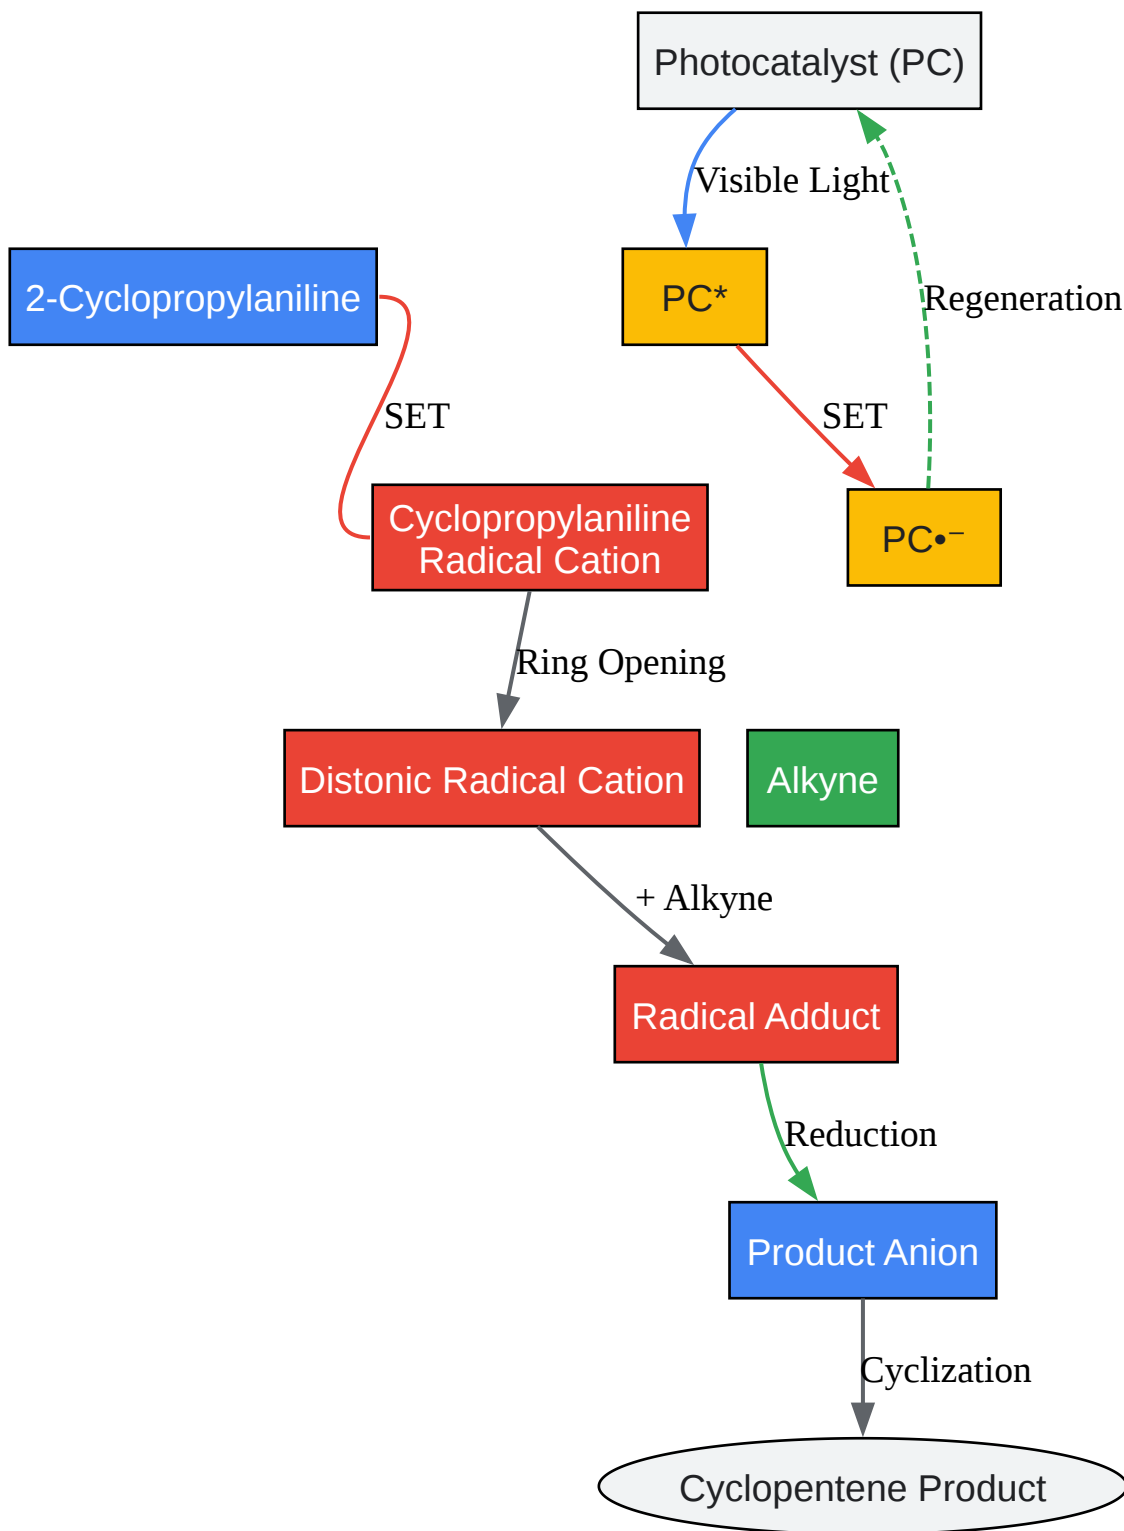 Photocatalyst (PC)
Visible Light
2-Cyclopropylaniline
PC*
Regeneration
SET
SET
Cyclopropylaniline
Radical Cation
PC•⁻
Ring Opening
Distonic Radical Cation
Alkyne
+ Alkyne
Radical Adduct
Reduction
Product Anion
Cyclization
Cyclopentene Product